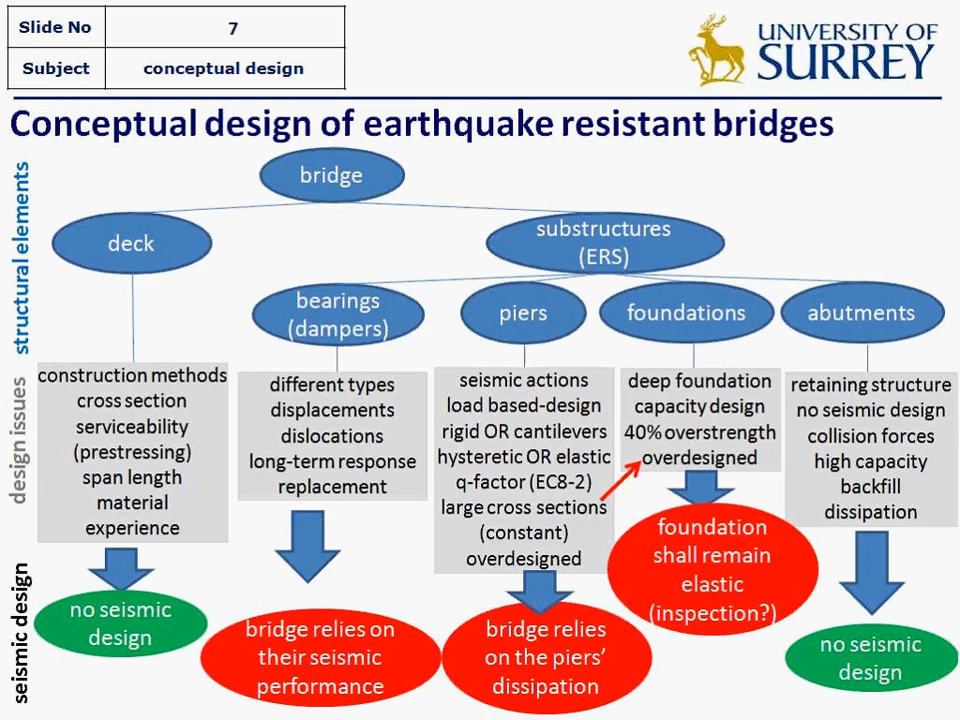 Slide No 7
Subject conceptual design
UNIVERSITY OF
SURREY
Conceptual design of earthquake resistant bridges
structural elements
design issues
seismic design
bridge
deck
substructures
(ERS)
bearings
(dampers)
piers
foundations
abutments
construction methods
cross section
serviceability
(prestressing)
span length
material
experience
different types
displacements
dislocations
long-term response
replacement
seismic actions
load based-design
rigid OR cantilevers
hysteretic OR elastic
q-factor (EC8-2)
large cross sections
(constant)
overdesigned
deep foundation
capacity design
40% overstrength
overdesigned
retaining structure
no seismic design
collision forces
high capacity
backfill
dissipation
no seismic
design
bridge relies on
their seismic
performance
bridge relies
on the piers’
dissipation
foundation
shall remain
elastic
(inspection?)
no seismic
design